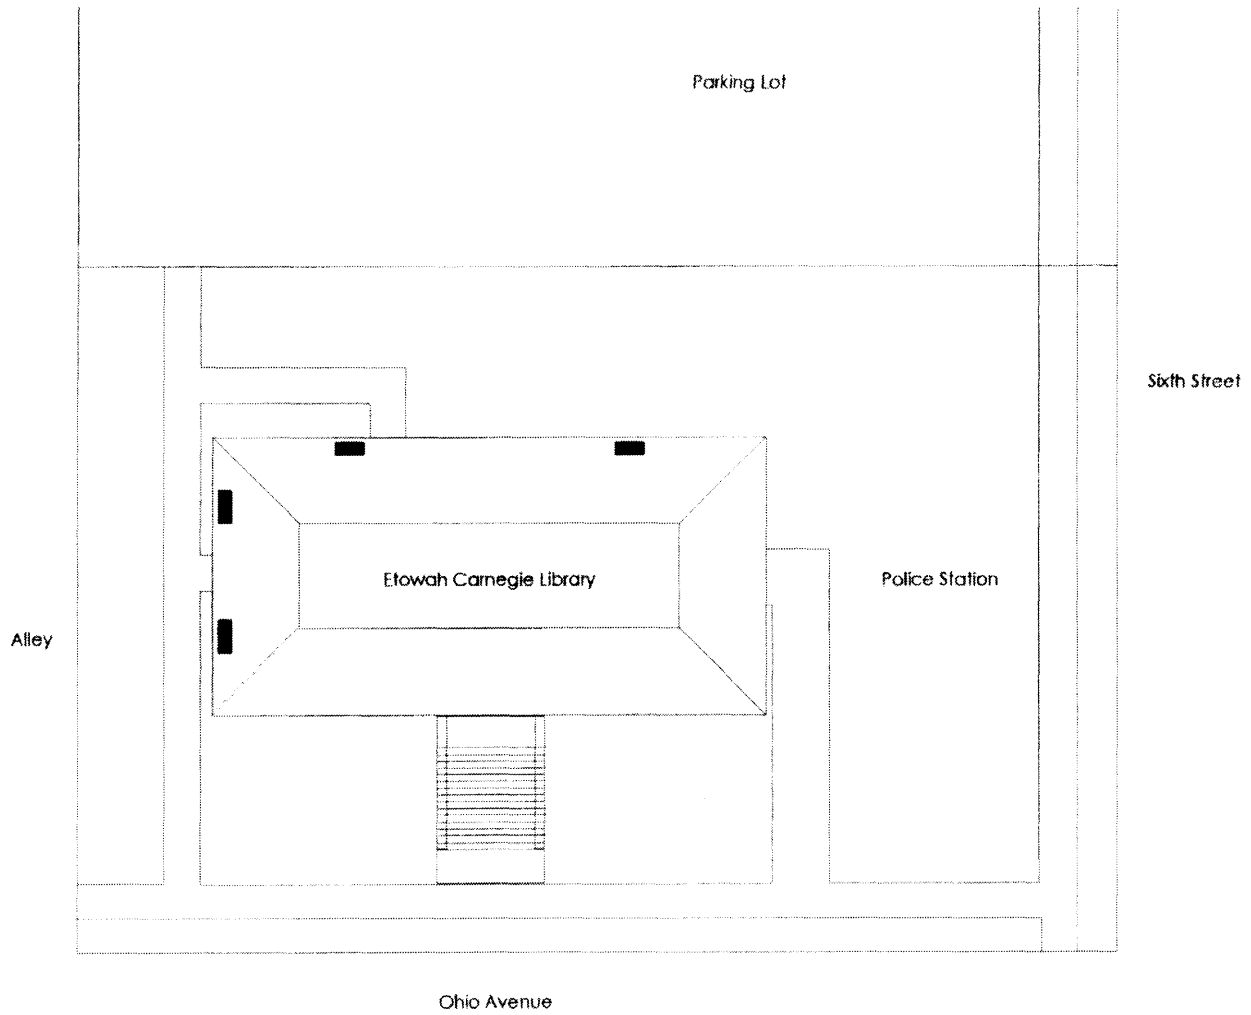 Parking Lot
Sixth Street
Etowah Carnegie Library
Police Station
Alley
Ohio Avenue